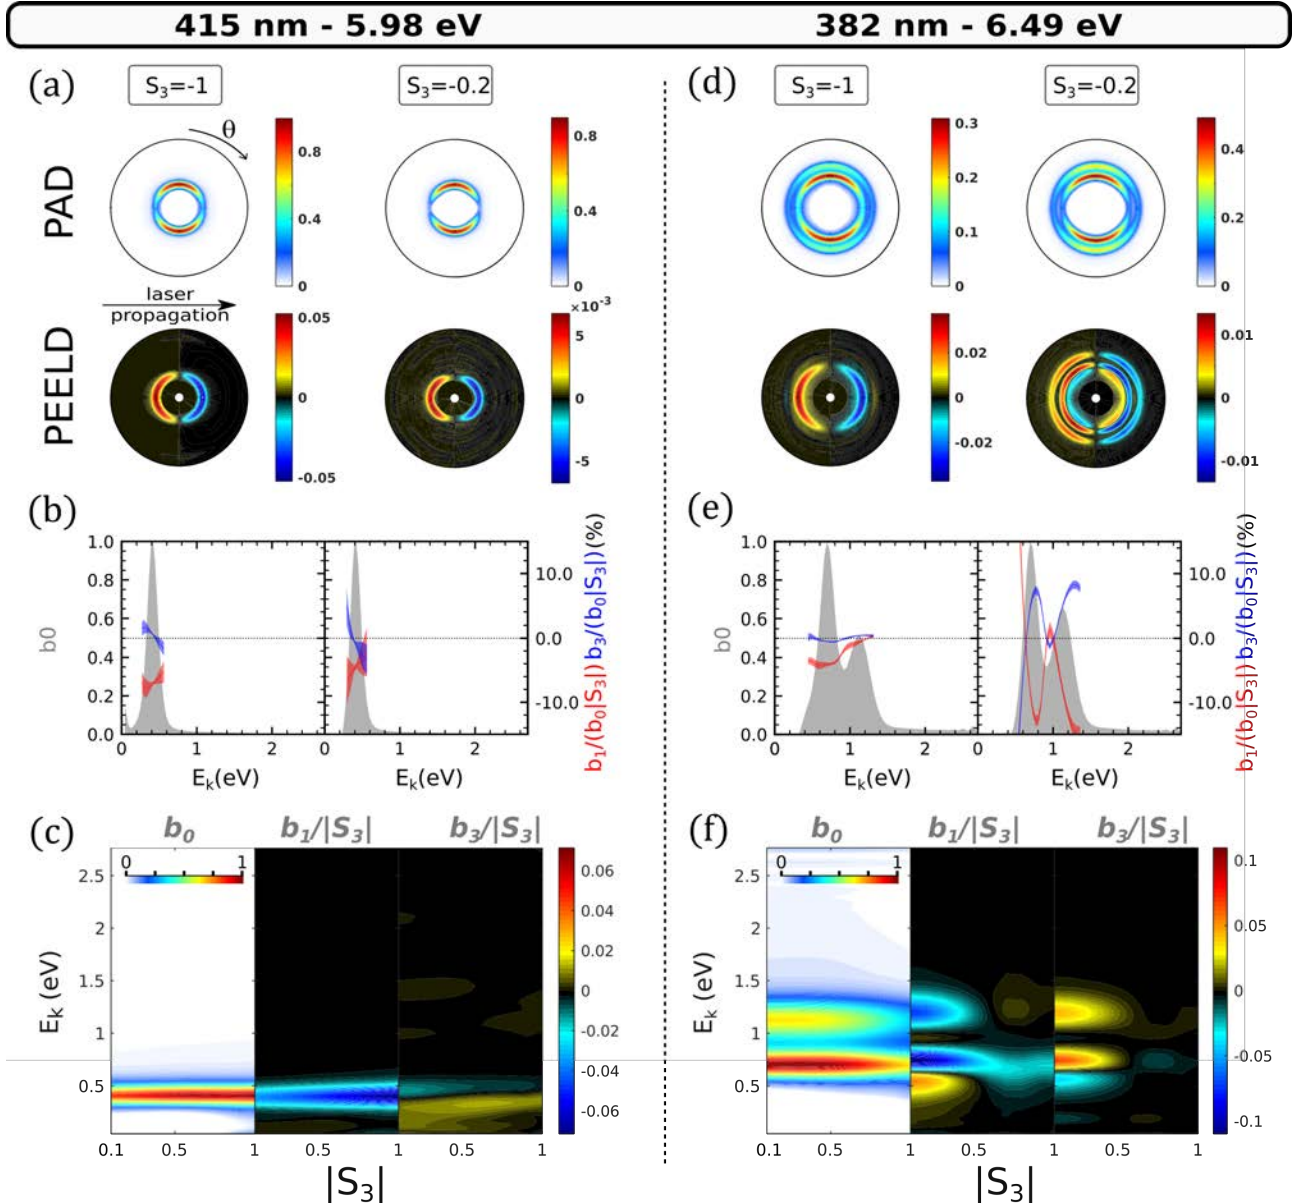 415 nm - 5.98 eV
382 nm - 6.49 eV
(a)
S3=-1
S3=-0.2
θ
PAD
0.8
0.4
0
0.8
0.4
0
laser
propagation
PEELD
0.05
0
-0.05
×10⁻³
5
0
-5
(d)
S3=-1
S3=-0.2
0.3
0.2
0.1
0
0.4
0.2
0
0.02
0
-0.02
0.01
0
-0.01
(b)
b0
1.0
0.8
0.6
0.4
0.2
0.0
0 1 2
0 1 2
Ek(eV)
Ek(eV)
10.0
0.0
-10.0
b1/(b0|S3|) b3/(b0|S3|) (%)
(e)
b0
1.0
0.8
0.6
0.4
0.2
0.0
0 1 2
0 1 2
Ek(eV)
Ek(eV)
10.0
0.0
-10.0
b1/(b0|S3|) b3/(b0|S3|) (%)
(c)
b0
b1/|S3|
b3/|S3|
0 1
Ek (eV)
2.5
2
1.5
1
0.5
0.1 0.5 1 0.5 1 0.5 1
|S3|
0.06
0.04
0.02
0
-0.02
-0.04
-0.06
(f)
b0
b1/|S3|
b3/|S3|
0 1
Ek (eV)
2.5
2
1.5
1
0.5
0.1 0.5 1 0.5 1 0.5 1
|S3|
0.1
0.05
0
-0.05
-0.1